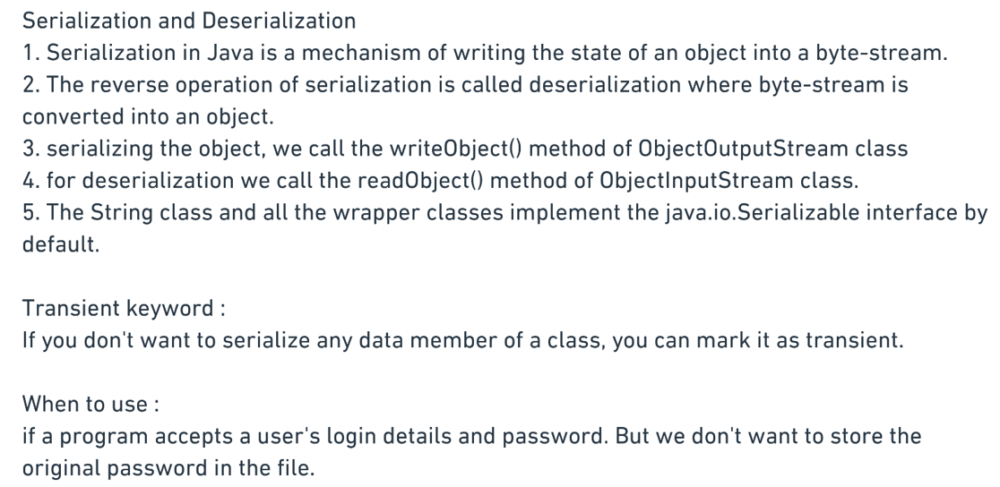 Serialization and Deserialization
1. Serialization in Java is a mechanism of writing the state of an object into a byte-stream.
2. The reverse operation of serialization is called deserialization where byte-stream is
converted into an object.
3. serializing the object, we call the writeObject() method of ObjectOutputStream class
4. for deserialization we call the readObject() method of ObjectInputStream class.
5. The String class and all the wrapper classes implement the java.io.Serializable interface by
default.

Transient keyword :
If you don't want to serialize any data member of a class, you can mark it as transient.

When to use :
if a program accepts a user's login details and password. But we don't want to store the
original password in the file.